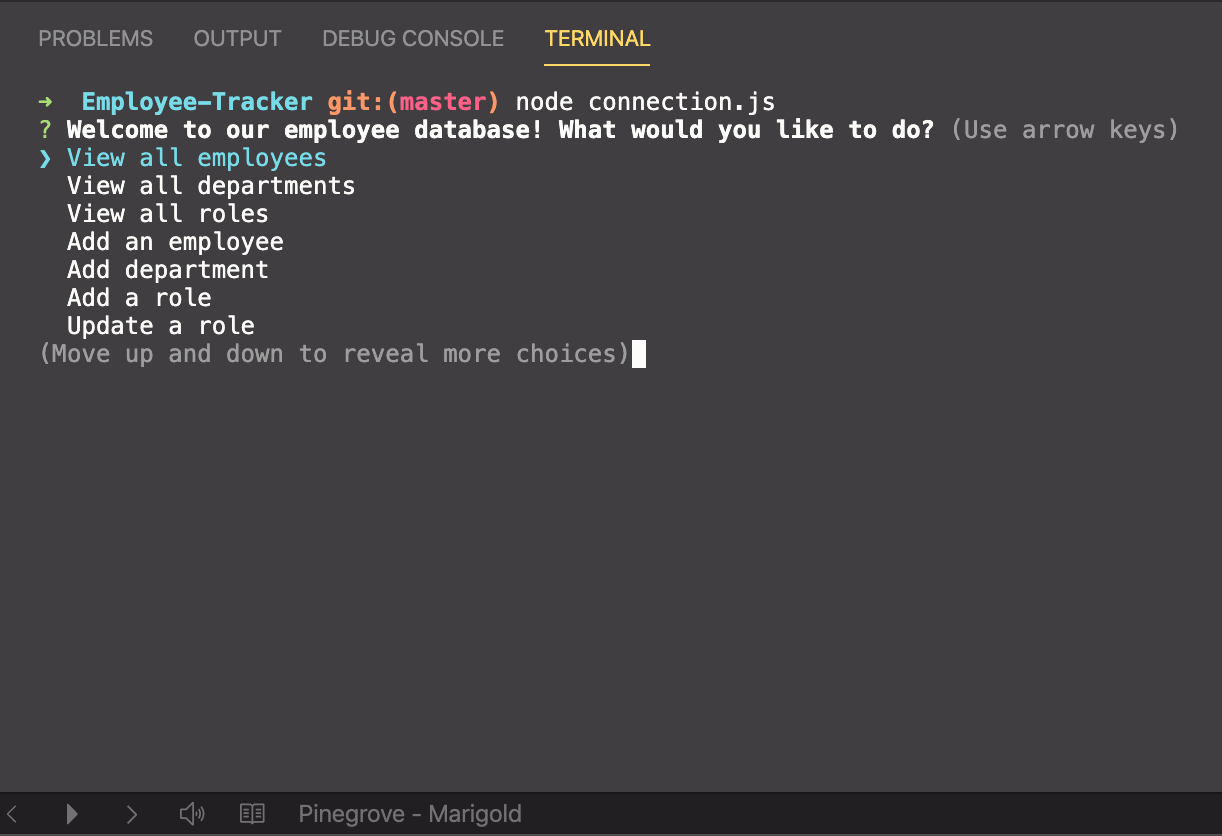 PROBLEMS OUTPUT DEBUG CONSOLE TERMINAL
➜ Employee-Tracker git:(master) node connection.js
? Welcome to our employee database! What would you like to do? (Use arrow keys)
❯ View all employees
View all departments
View all roles
Add an employee
Add department
Add a role
Update a role
(Move up and down to reveal more choices)
Pinegrove - Marigold